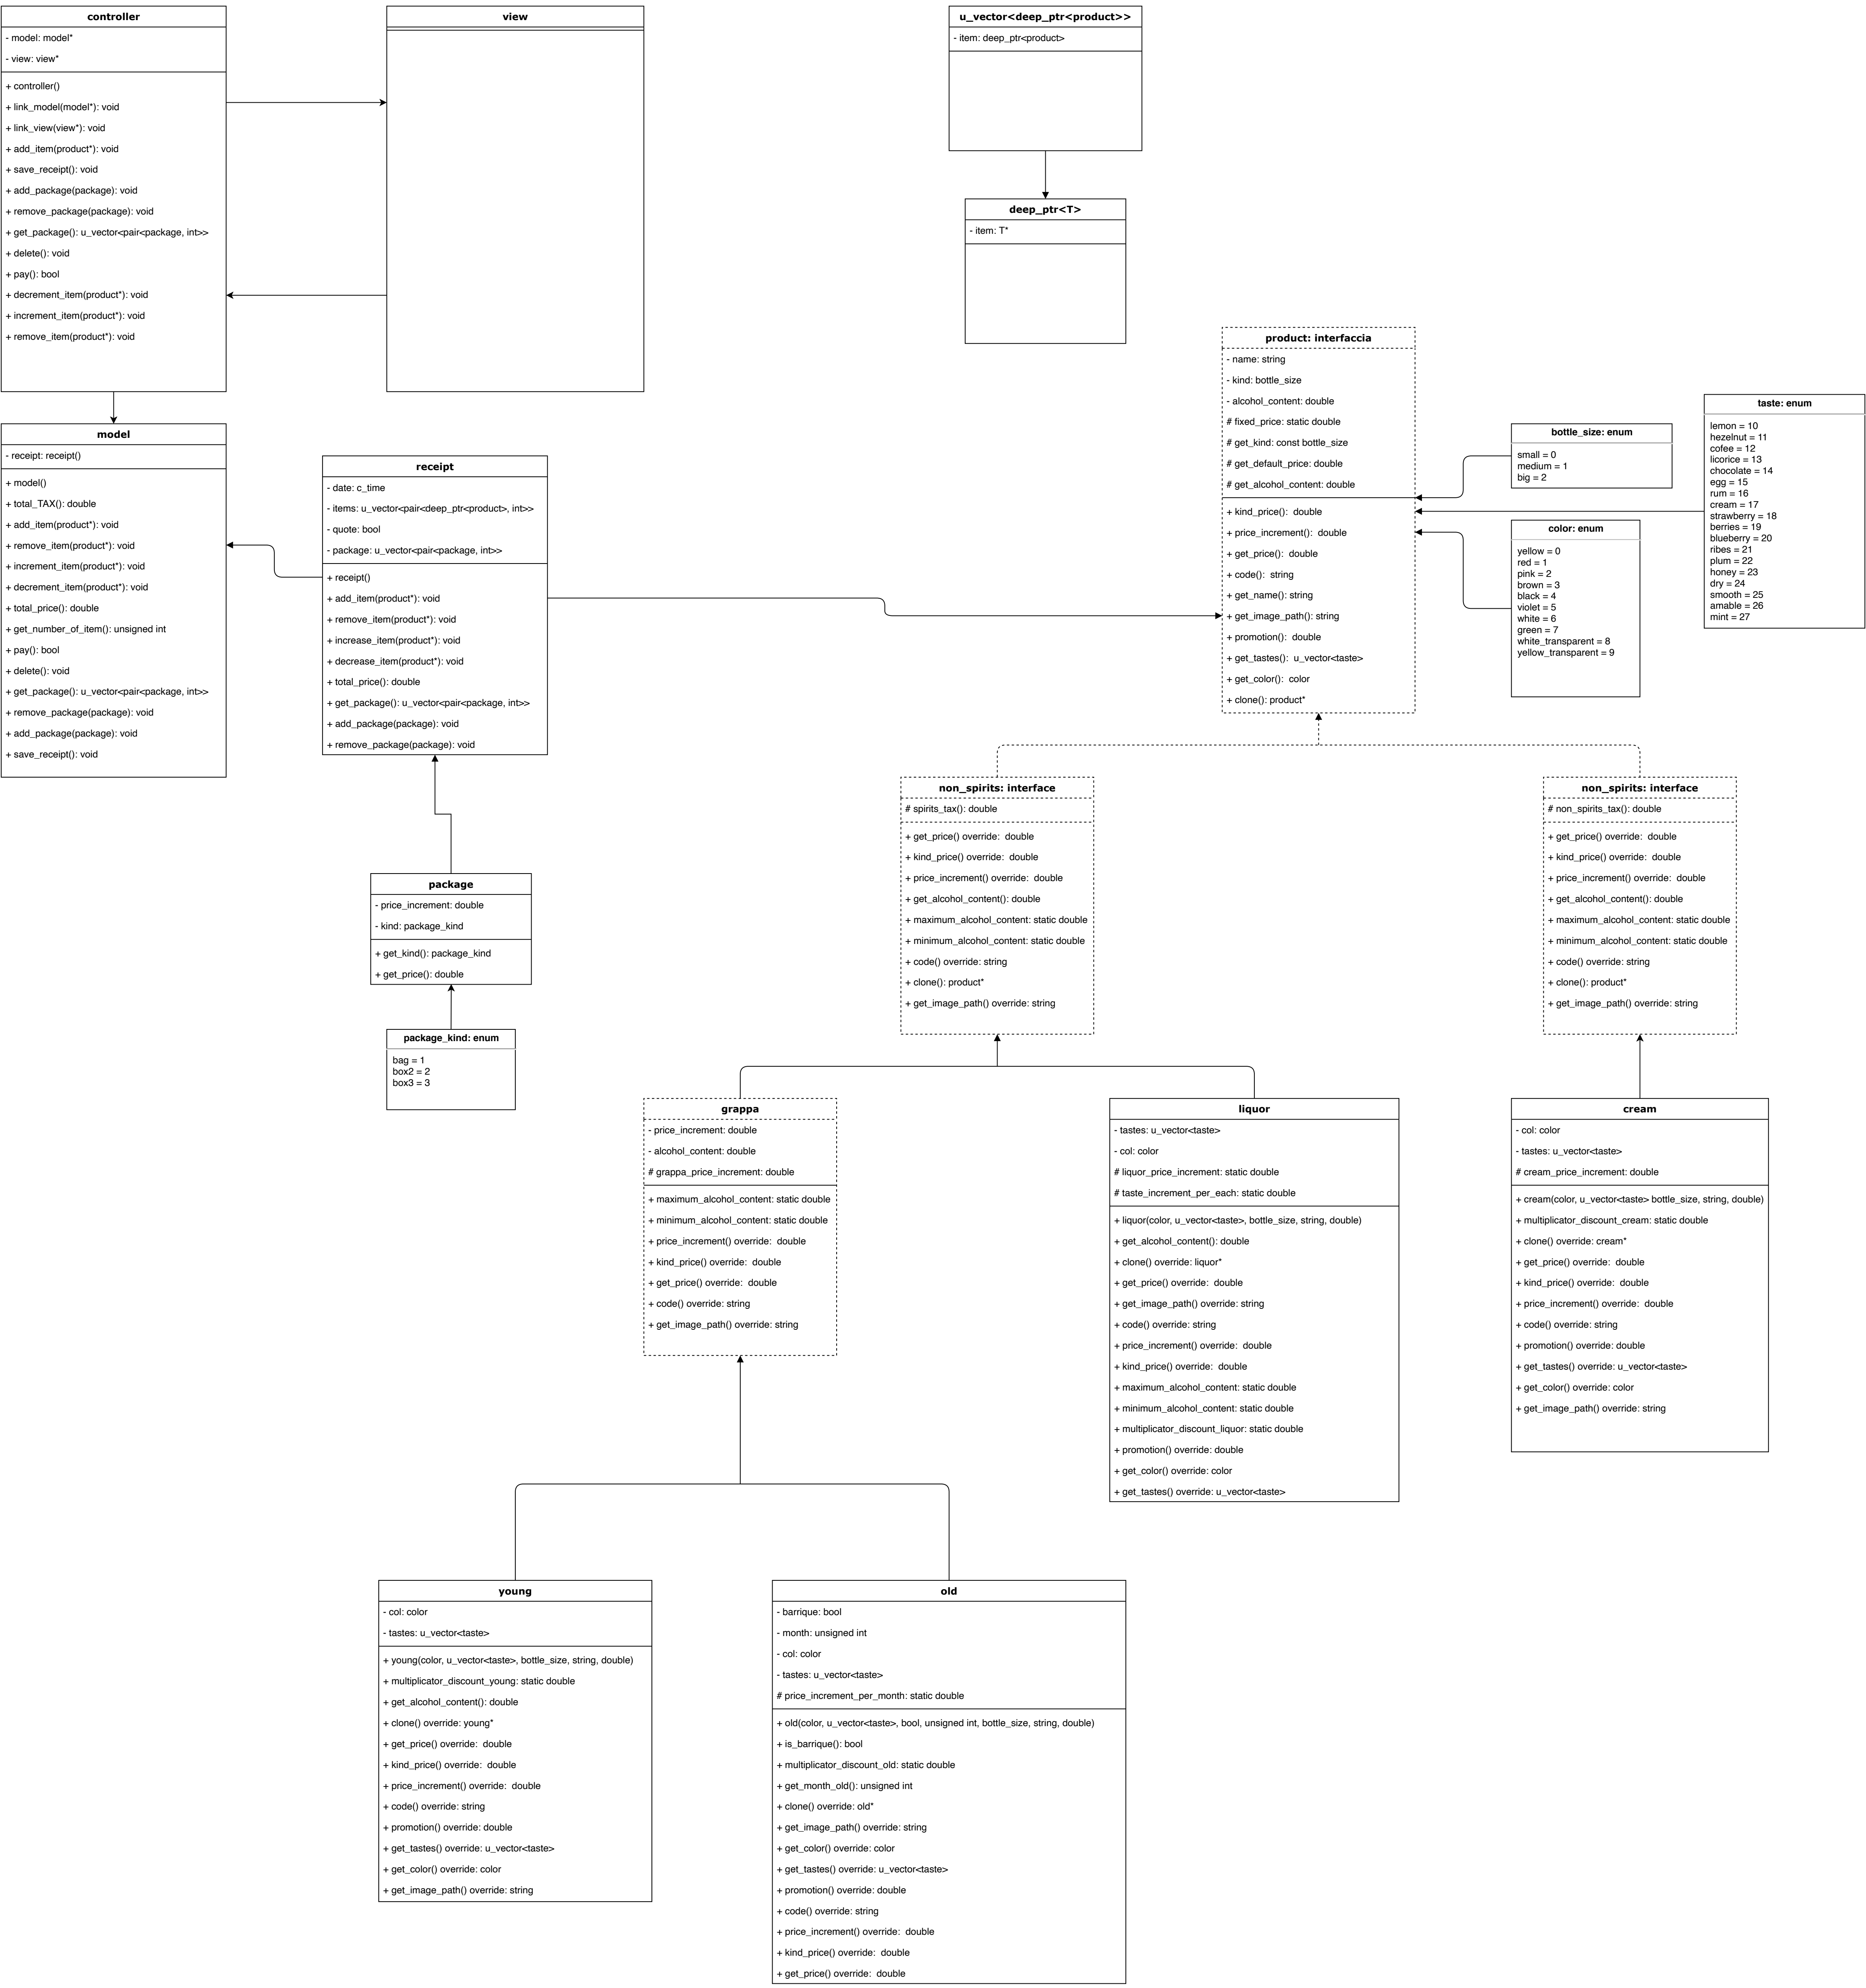 controller
- model: model*
- view: view*
+ controller()
+ link_model(model*): void
+ link_view(view*): void
+ add_item(product*): void
+ save_receipt(): void
+ add_package(package): void
+ remove_package(package): void
+ get_package(): u_vector<pair<package, int>>
+ delete(): void
+ pay(): bool
+ decrement_item(product*): void
+ increment_item(product*): void
+ remove_item(product*): void
view
u_vector<deep_ptr<product>>
- item: deep_ptr<product>
deep_ptr<T>
- item: T*
product: interfaccia
- name: string
- kind: bottle_size
- alcohol_content: double
# fixed_price: static double
# get_kind: const bottle_size
# get_default_price: double
# get_alcohol_content: double
+ kind_price():  double
+ price_increment():  double
+ get_price():  double
+ code():  string
+ get_name(): string
+ get_image_path(): string
+ promotion():  double
+ get_tastes():  u_vector<taste>
+ get_color():  color
+ clone(): product*
bottle_size: enum
small = 0
medium = 1
big = 2
color: enum
yellow = 0
red = 1
pink = 2
brown = 3
black = 4
violet = 5
white = 6
green = 7
white_transparent = 8
yellow_transparent = 9
taste: enum
lemon = 10
hezelnut = 11
cofee = 12
licorice = 13
chocolate = 14
egg = 15
rum = 16
cream = 17
strawberry = 18
berries = 19
blueberry = 20
ribes = 21
plum = 22
honey = 23
dry = 24
smooth = 25
amable = 26
mint = 27
model
- receipt: receipt()
+ model()
+ total_TAX(): double
+ add_item(product*): void
+ remove_item(product*): void
+ increment_item(product*): void
+ decrement_item(product*): void
+ total_price(): double
+ get_number_of_item(): unsigned int
+ pay(): bool
+ delete(): void
+ get_package(): u_vector<pair<package, int>>
+ remove_package(package): void
+ add_package(package): void
+ save_receipt(): void
receipt
- date: c_time
- items: u_vector<pair<deep_ptr<product>, int>>
- quote: bool
- package: u_vector<pair<package, int>>
+ receipt()
+ add_item(product*): void
+ remove_item(product*): void
+ increase_item(product*): void
+ decrease_item(product*): void
+ total_price(): double
+ get_package(): u_vector<pair<package, int>>
+ add_package(package): void
+ remove_package(package): void
package
- price_increment: double
- kind: package_kind
+ get_kind(): package_kind
+ get_price(): double
package_kind: enum
bag = 1
box2 = 2
box3 = 3
non_spirits: interface
# spirits_tax(): double
+ get_price() override:  double
+ kind_price() override:  double
+ price_increment() override:  double
+ get_alcohol_content(): double
+ maximum_alcohol_content: static double
+ minimum_alcohol_content: static double
+ code() override: string
+ clone(): product*
+ get_image_path() override: string
non_spirits: interface
# non_spirits_tax(): double
+ get_price() override:  double
+ kind_price() override:  double
+ price_increment() override:  double
+ get_alcohol_content(): double
+ maximum_alcohol_content: static double
+ minimum_alcohol_content: static double
+ code() override: string
+ clone(): product*
+ get_image_path() override: string
grappa
- price_increment: double
- alcohol_content: double
# grappa_price_increment: double
+ maximum_alcohol_content: static double
+ minimum_alcohol_content: static double
+ price_increment() override:  double
+ kind_price() override:  double
+ get_price() override:  double
+ code() override: string
+ get_image_path() override: string
liquor
- tastes: u_vector<taste>
- col: color
# liquor_price_increment: static double
# taste_increment_per_each: static double
+ liquor(color, u_vector<taste>, bottle_size, string, double)
+ get_alcohol_content(): double
+ clone() override: liquor*
+ get_price() override:  double
+ get_image_path() override: string
+ code() override: string
+ price_increment() override:  double
+ kind_price() override:  double
+ maximum_alcohol_content: static double
+ minimum_alcohol_content: static double
+ multiplicator_discount_liquor: static double
+ promotion() override: double
+ get_color() override: color
+ get_tastes() override: u_vector<taste>
cream
- col: color
- tastes: u_vector<taste>
# cream_price_increment: double
+ cream(color, u_vector<taste> bottle_size, string, double)
+ multiplicator_discount_cream: static double
+ clone() override: cream*
+ get_price() override:  double
+ kind_price() override:  double
+ price_increment() override:  double
+ code() override: string
+ promotion() override: double
+ get_tastes() override: u_vector<taste>
+ get_color() override: color
+ get_image_path() override: string
young
- col: color
- tastes: u_vector<taste>
+ young(color, u_vector<taste>, bottle_size, string, double)
+ multiplicator_discount_young: static double
+ get_alcohol_content(): double
+ clone() override: young*
+ get_price() override:  double
+ kind_price() override:  double
+ price_increment() override:  double
+ code() override: string
+ promotion() override: double
+ get_tastes() override: u_vector<taste>
+ get_color() override: color
+ get_image_path() override: string
old
- barrique: bool
- month: unsigned int
- col: color
- tastes: u_vector<taste>
# price_increment_per_month: static double
+ old(color, u_vector<taste>, bool, unsigned int, bottle_size, string, double)
+ is_barrique(): bool
+ multiplicator_discount_old: static double
+ get_month_old(): unsigned int
+ clone() override: old*
+ get_image_path() override: string
+ get_color() override: color
+ get_tastes() override: u_vector<taste>
+ promotion() override: double
+ code() override: string
+ price_increment() override:  double
+ kind_price() override:  double
+ get_price() override:  double